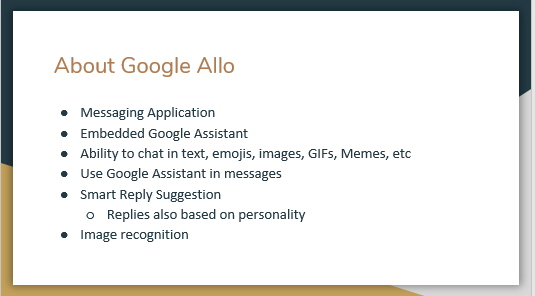 About Google Allo
● Messaging Application
● Embedded Google Assistant
● Ability to chat in text, emojis, images, GIFs, Memes, etc
● Use Google Assistant in messages
● Smart Reply Suggestion
o Replies also based on personality
● Image recognition